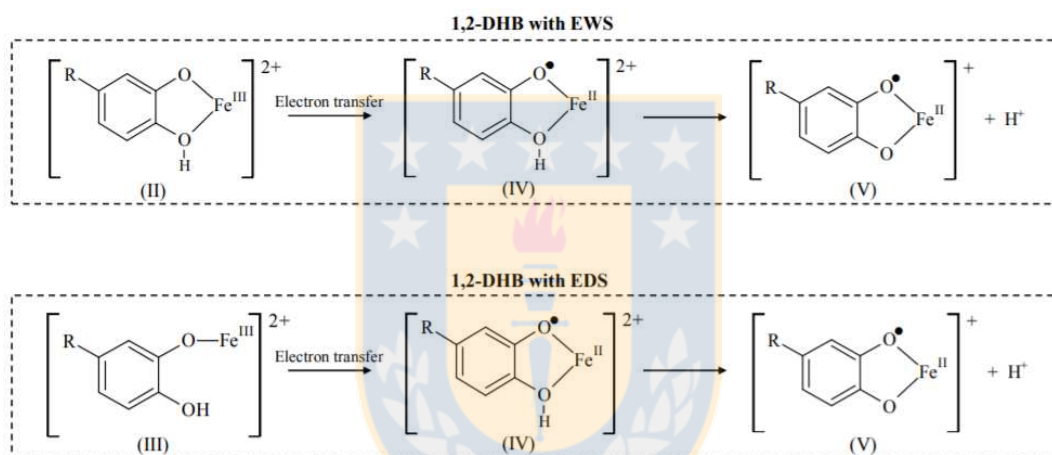 1,2-DHB with EWS
R O Fe III O H 2+
Electron transfer
R O• Fe II O H 2+
R O• Fe II O +
+ H+
(II) (IV) (V)
1,2-DHB with EDS
R O Fe III OH 2+
Electron transfer
R O• Fe II O H 2+
R O• Fe II O +
+ H+
(III) (IV) (V)